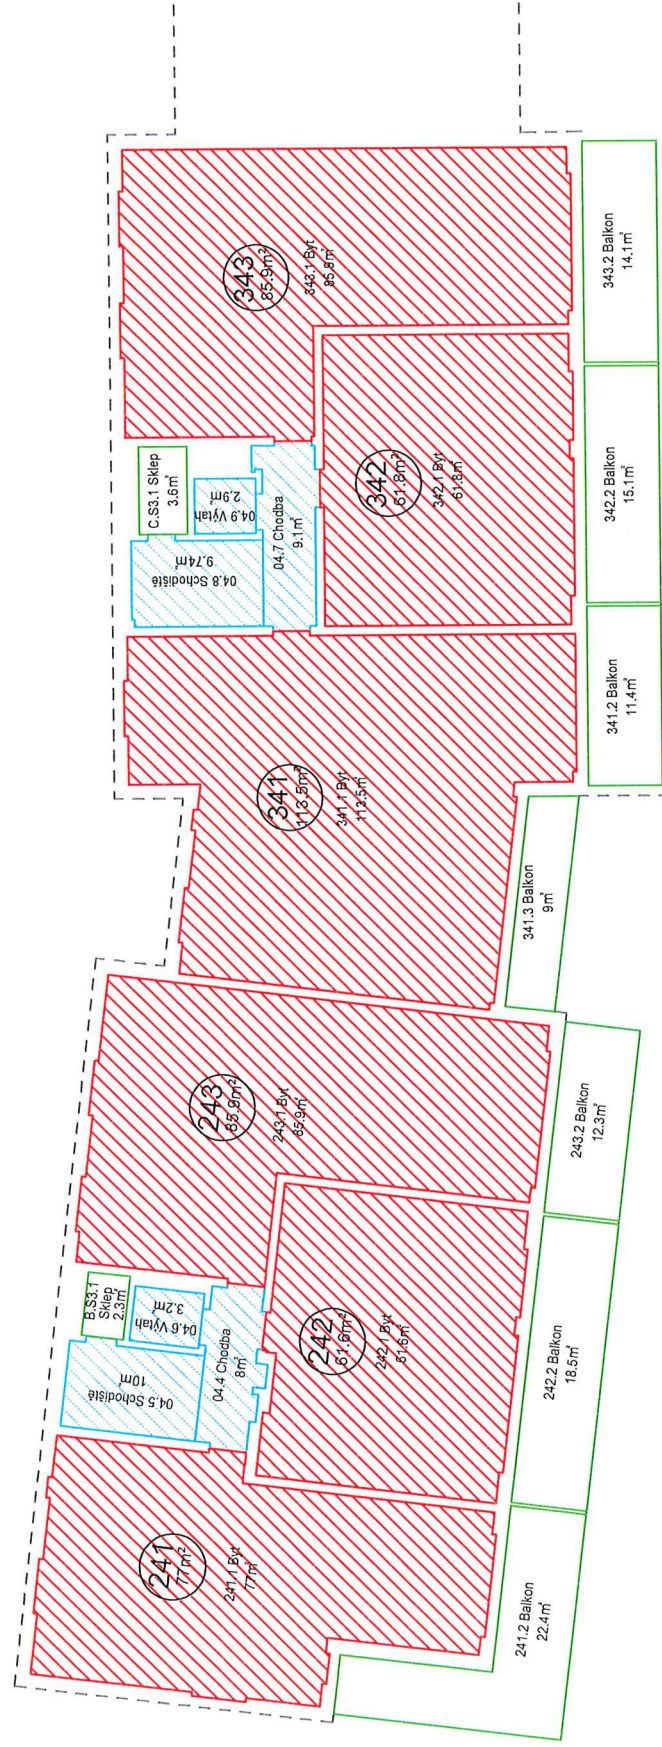 343
85.9m²
343.1 Byt
85.9m²
343.2 Balkon
14.1m²
C.S3.1 Sklep
3.6m²
04.9 Výtah
2.9m²
04.8 Schodiště
9.74m²
04.7 Chodba
9.1m²
342
61.8m²
342.1 Byt
61.8m²
342.2 Balkon
15.1m²
341
113.5m²
341.1 Byt
113.5m²
341.2 Balkon
11.4m²
341.3 Balkon
9m²
243
85.9m²
243.1 Byt
85.9m²
243.2 Balkon
12.3m²
B.S3.1
Sklep
2.3m²
04.6 Výtah
3.2m²
04.5 Schodiště
10m²
04.4 Chodba
8m²
242
61.6m²
242.1 Byt
61.6m²
242.2 Balkon
18.5m²
241
77m²
241.1 Byt
77m²
241.2 Balkon
22.4m²